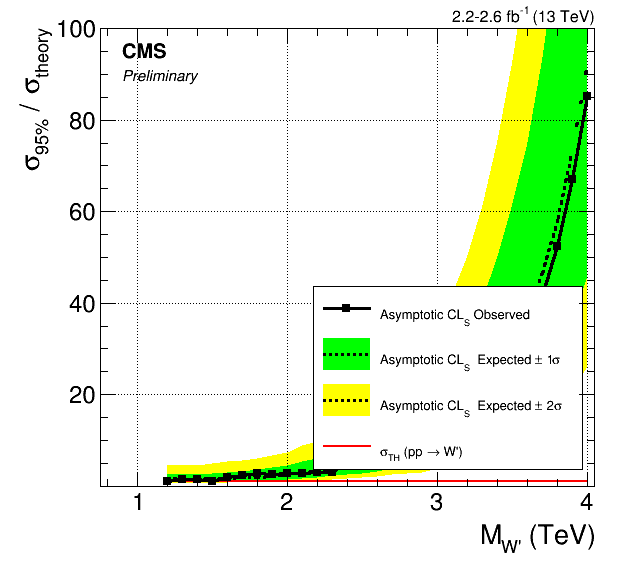 2.2-2.6 fb⁻¹ (13 TeV)
CMS
Preliminary
σ95% / σtheory
100
80
60
40
20
Asymptotic CLS Observed
Asymptotic CLS Expected ± 1σ
Asymptotic CLS Expected ± 2σ
σTH (pp → W')
1 2 3 4
MW' (TeV)